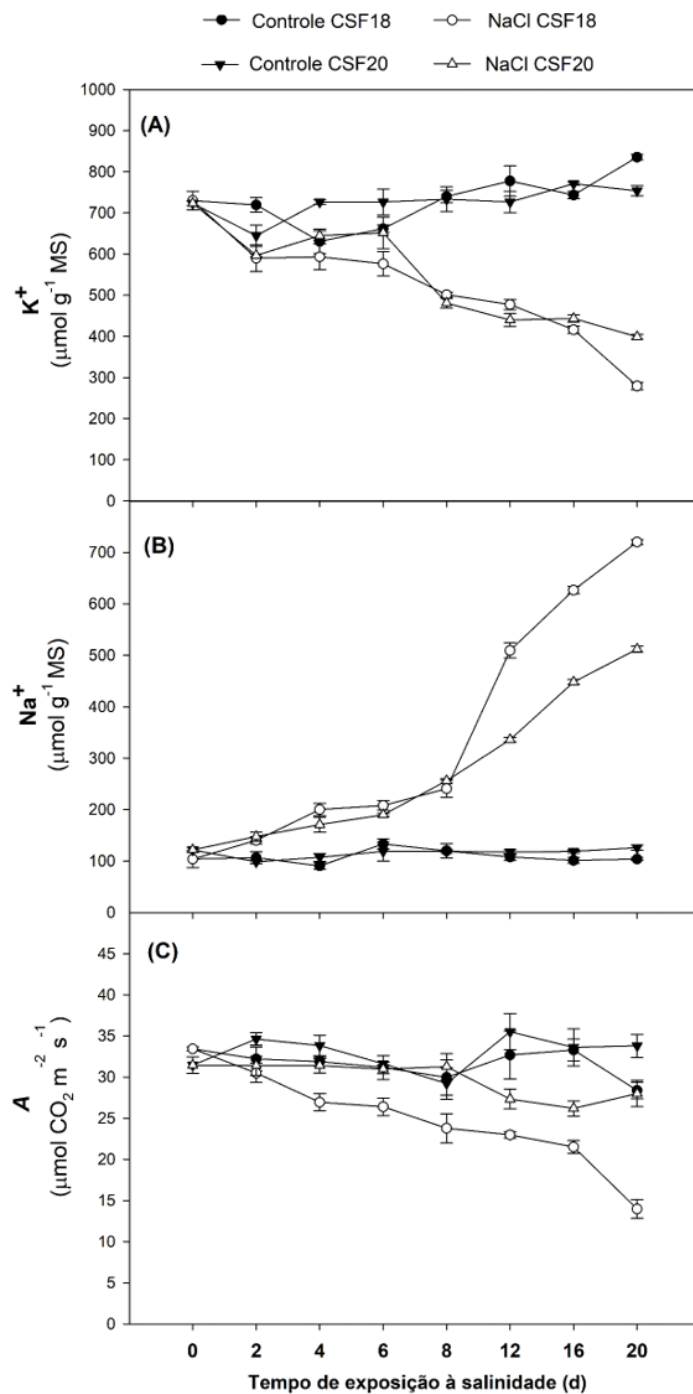 Controle CSF18 NaCl CSF18
Controle CSF20 NaCl CSF20
(A)
K+
(μmol g-1 MS)
1000
900
800
700
600
500
400
300
200
100
0
(B)
Na+
(μmol g-1 MS)
700
600
500
400
300
200
100
0
(C)
A
(μmol CO2 m-2 s-1)
45
40
35
30
25
20
15
10
5
0
0 2 4 6 8 12 16 20
Tempo de exposição à salinidade (d)